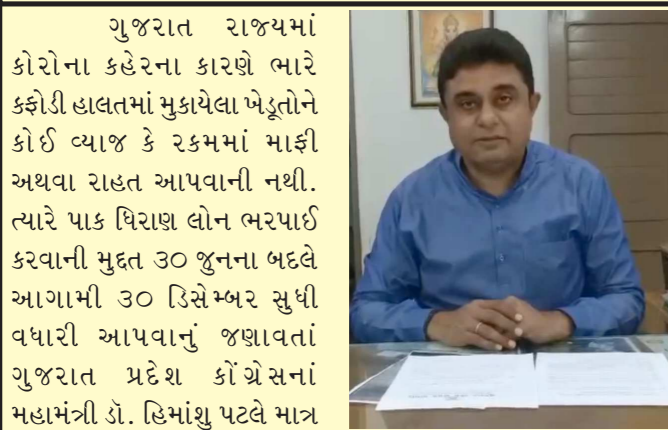 ગુજરાત રાજયમાં
કોરોના કહેરના કારણે ભારે
કફોડી હાલતમાં મુકાયેલા ખેડૂતોને
કોઈ વ્યાજ કે રકમમાં માફી
અથવા રાહત આપવાની નથી.
ત્યારે પાક ધિરાણ લોન ભરપાઈ
કરવાની મુદ્દત ૩૦ જુનના બદલે
આગામી ૩૦ ડિસેમ્બર સુધી
વધારી આપવાનું જણાવતાં
ગુજરાત પ્રદેશ કોંગ્રેસનાં
મહામંત્રી ડૉ. હિમાંશુ પટલે માત્ર